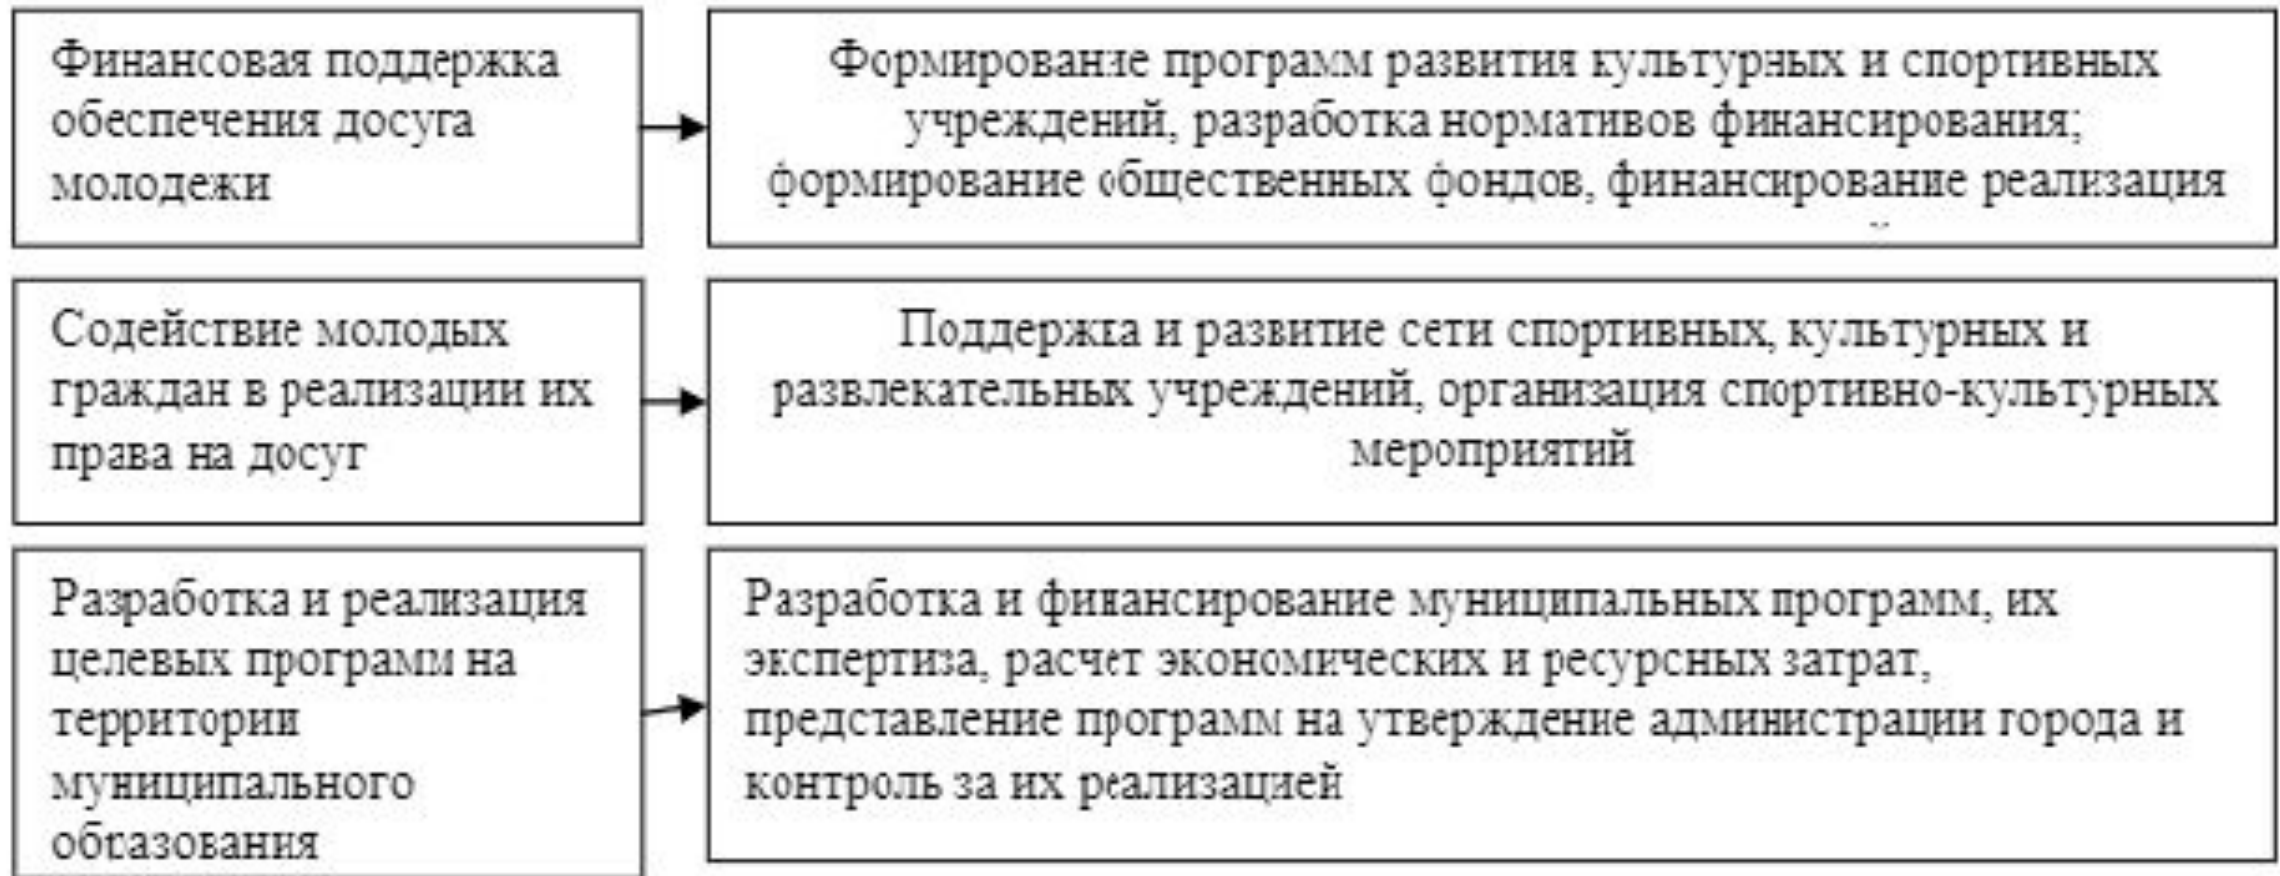 Финансовая поддержка
обеспечения досуга
молодежи
Формирование программ развития культурных и спортивных
учреждений, разработка нормативов финансирования;
формирование общественных фондов, финансирование реализация
Содействие молодых
граждан в реализации их
права на досуг
Поддержка и развитие сети спортивных, культурных и
развлекательных учреждений, организация спортивно-культурных
мероприятий
Разработка и реализация
целевых программ на
территории
муниципального
образования
Разработка и финансирование муниципальных программ, их
экспертиза, расчет экономических и ресурсных затрат,
представление программ на утверждение администрации города и
контроль за их реализацией